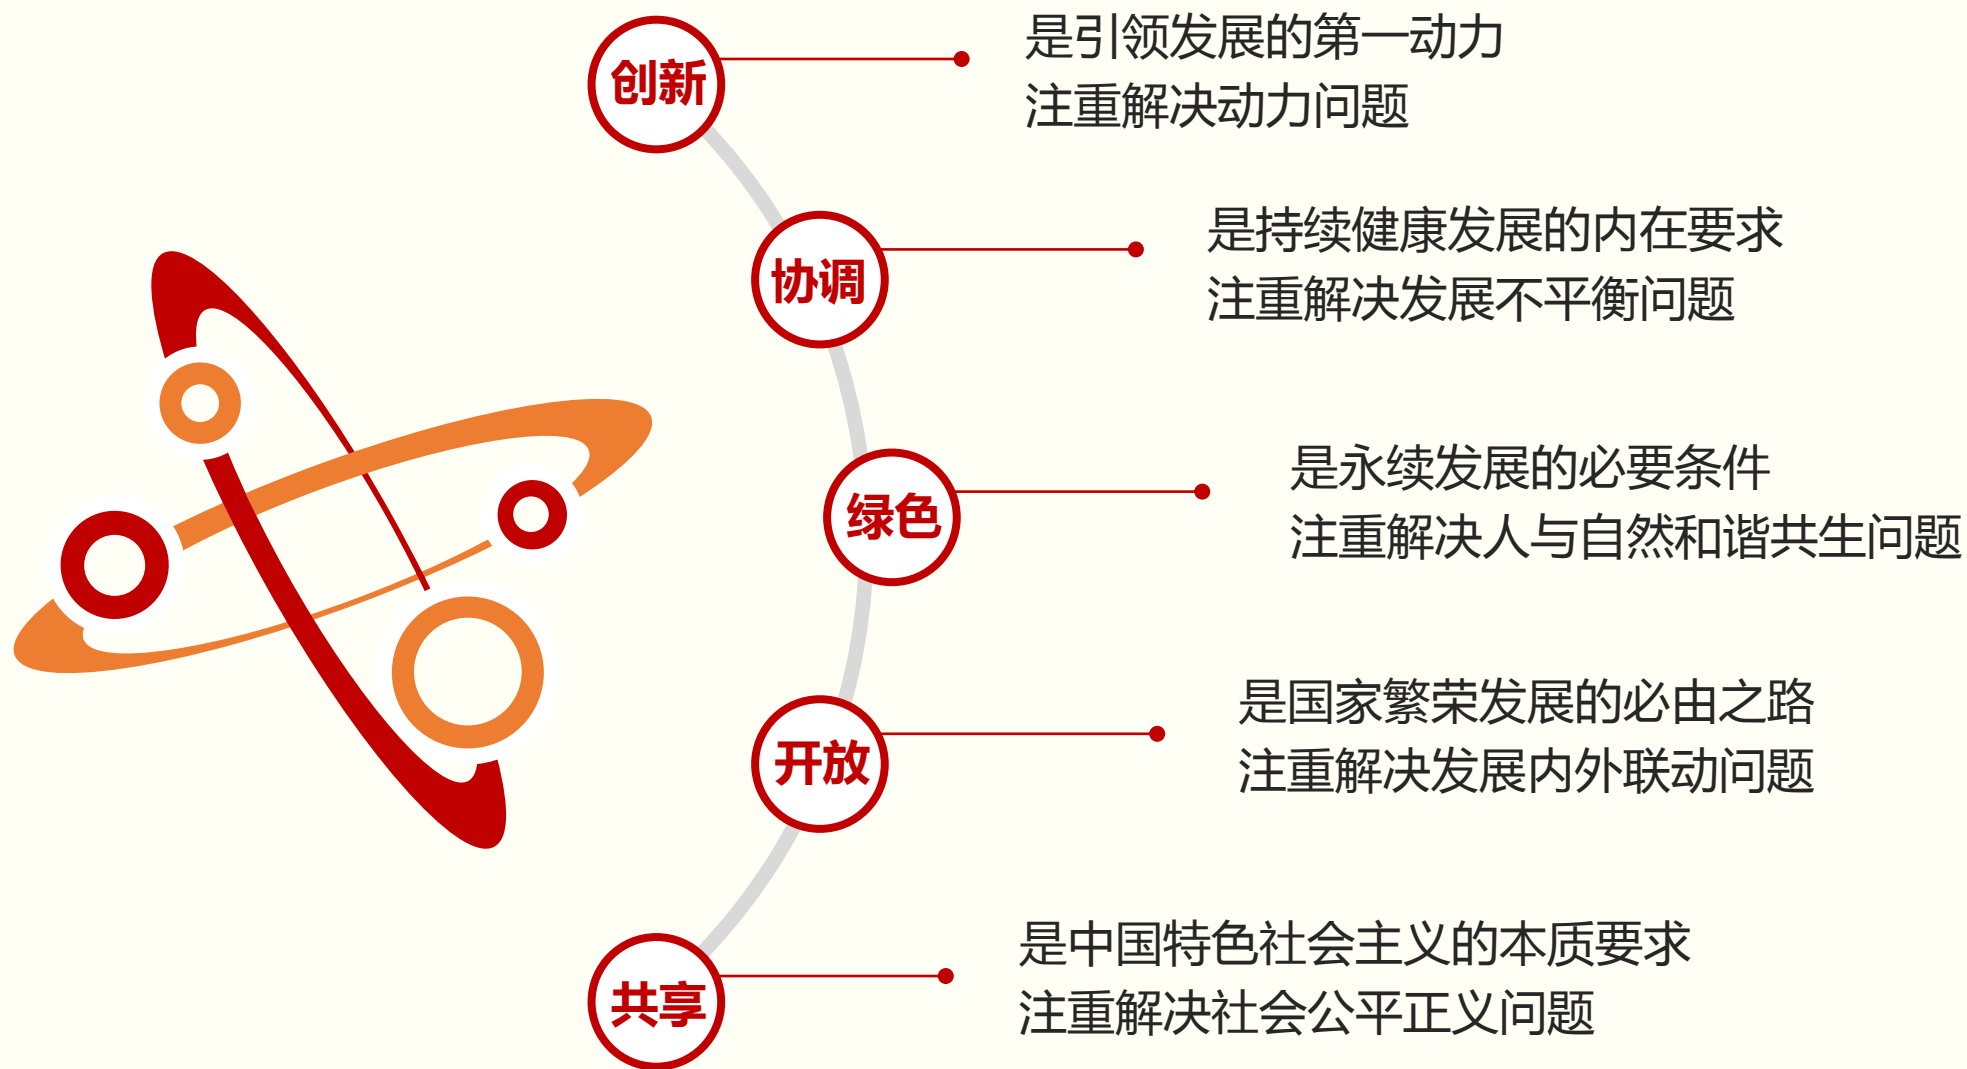 创新
是引领发展的第一动力
注重解决动力问题
协调
是持续健康发展的内在要求
注重解决发展不平衡问题
绿色
是永续发展的必要条件
注重解决人与自然和谐共生问题
开放
是国家繁荣发展的必由之路
注重解决发展内外联动问题
共享
是中国特色社会主义的本质要求
注重解决社会公平正义问题